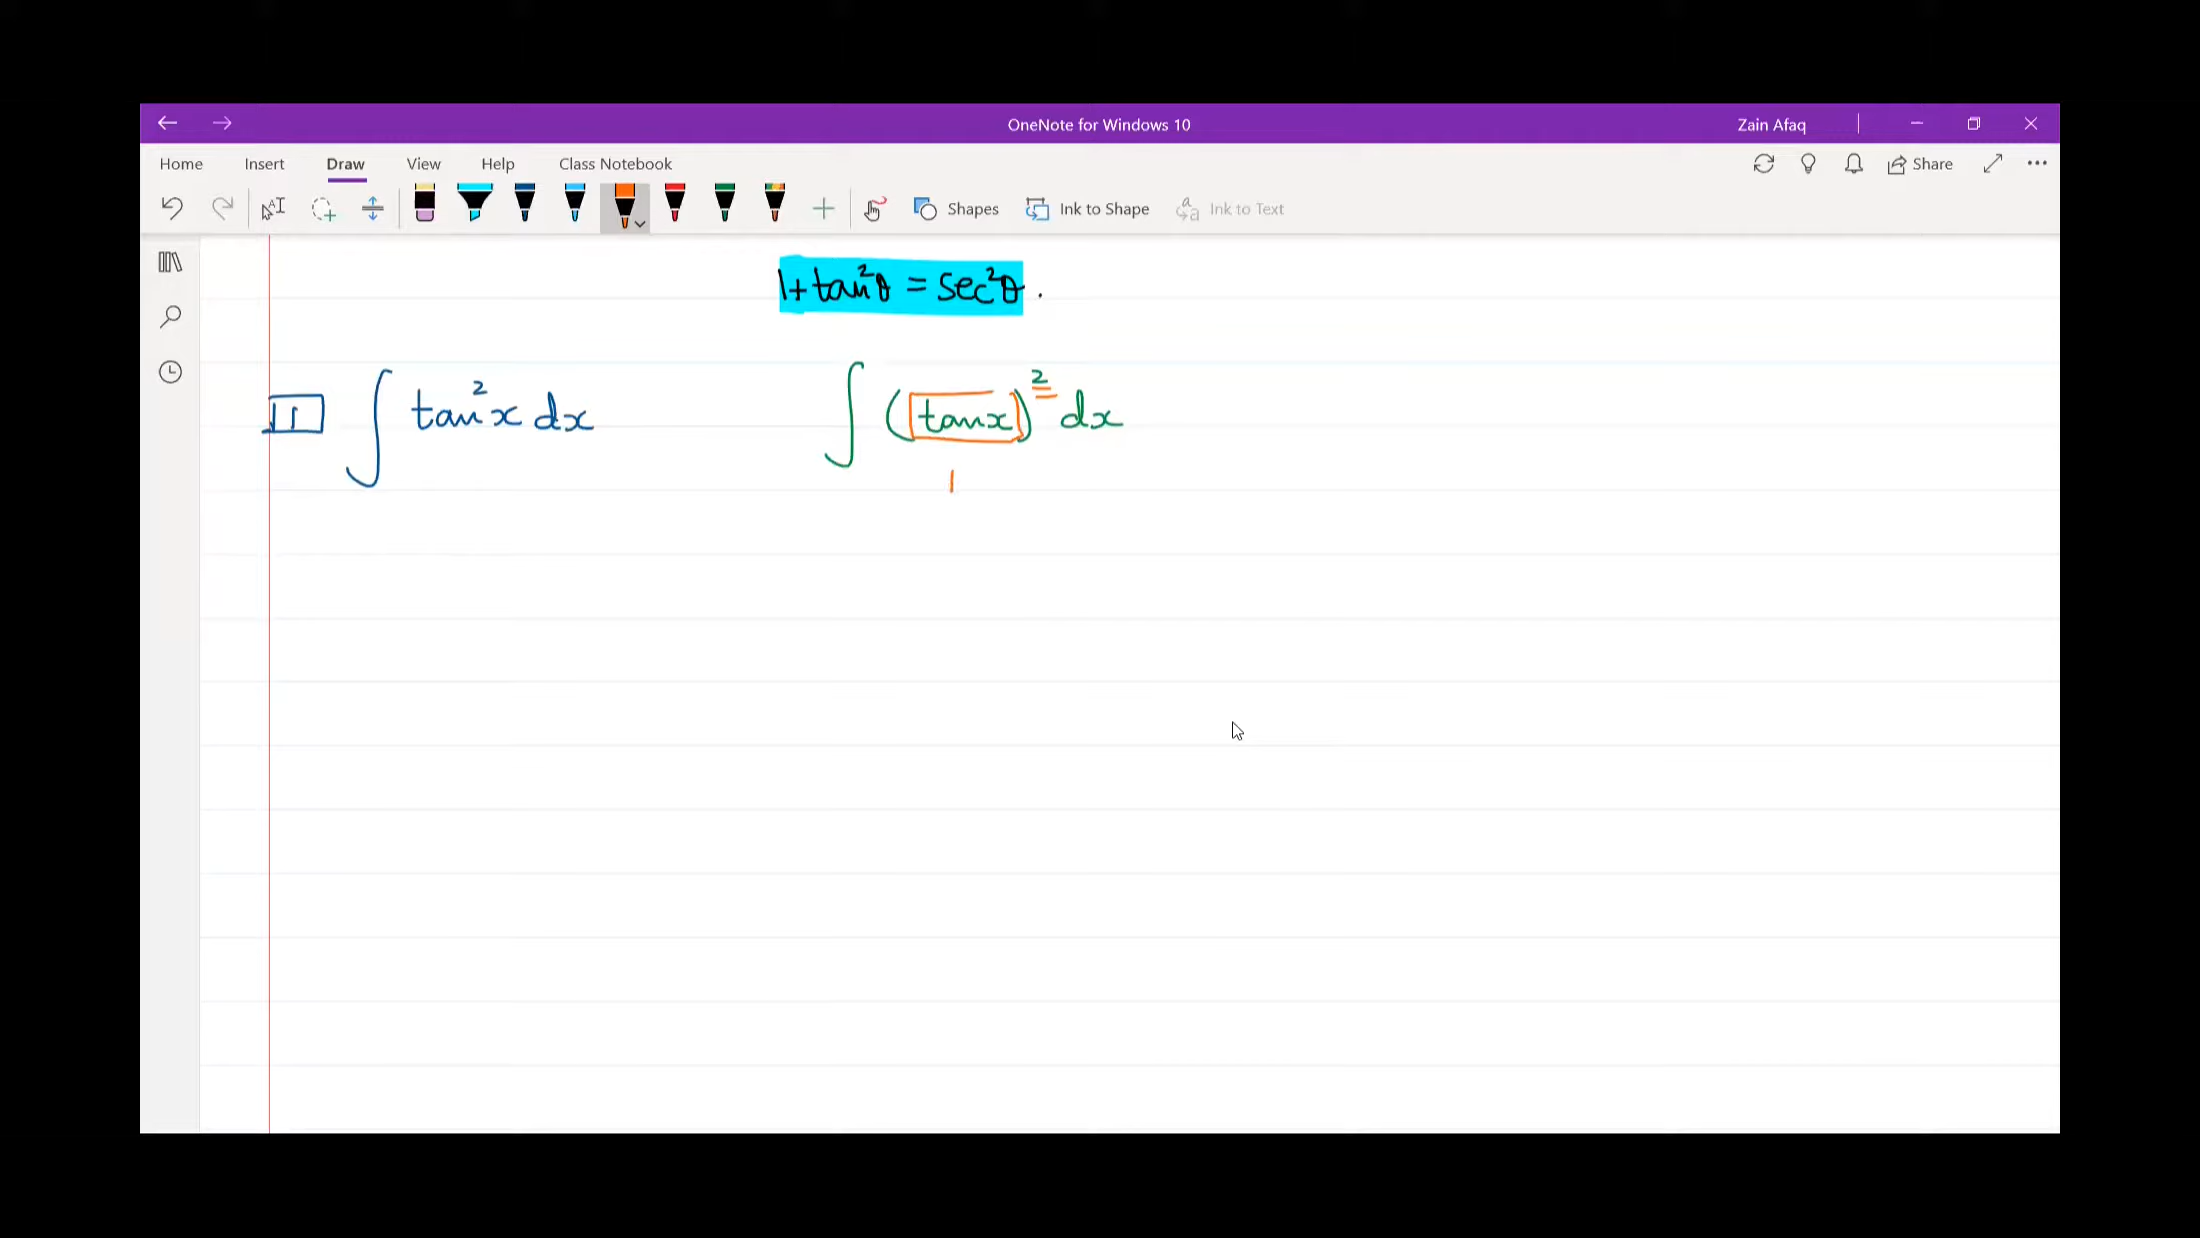 OneNote for Windows 10
Zain Afaq
Home Insert Draw View Help Class Notebook
Share
Shapes Ink to Shape Ink to Text
1+tan²θ = sec²θ .
11 ∫ tan²x dx
∫ (tanx)² dx
1